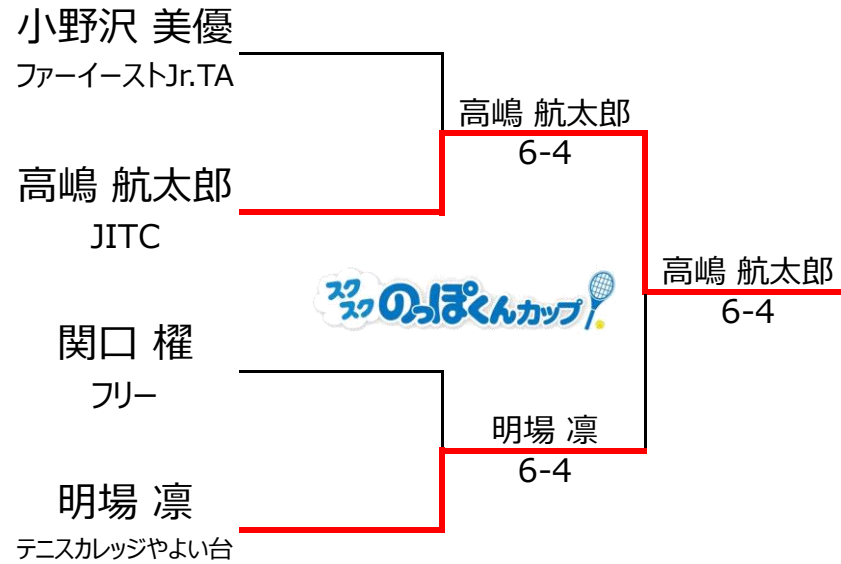 小野沢 美優
ファーイーストJr.TA
高嶋 航太郎
6-4
高嶋 航太郎
JITC
高嶋 航太郎
6-4
スクスク のっぽくんカップ
関口 櫂
フリー
明場 凛
6-4
明場 凛
テニスカレッジやよい台